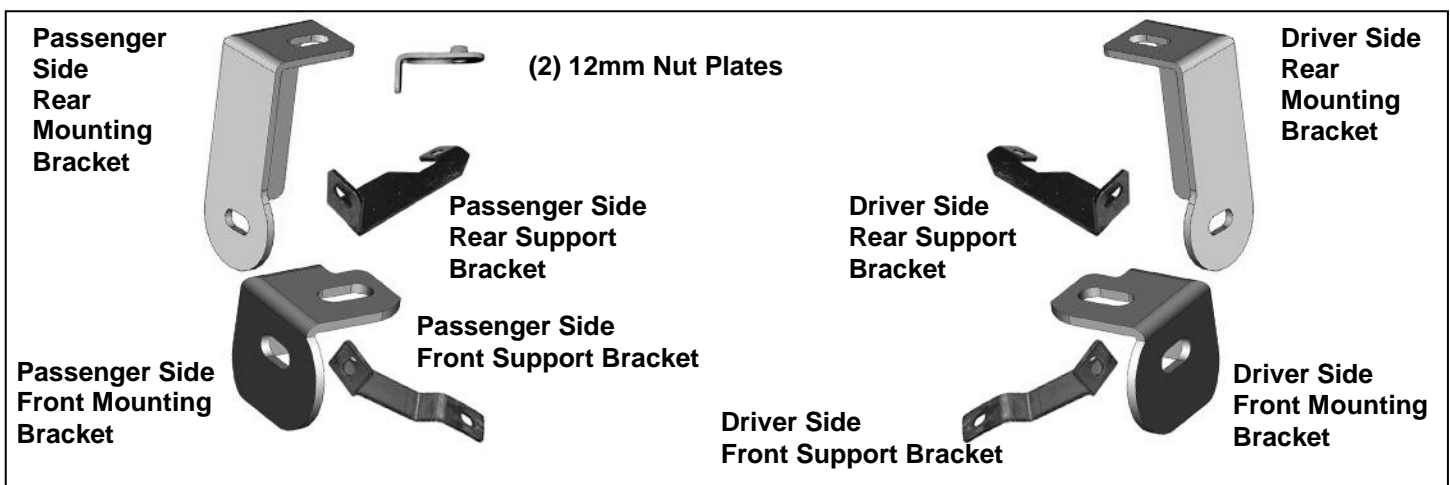 Passenger
Side
Rear
Mounting
Bracket
(2) 12mm Nut Plates
Driver Side
Rear
Mounting
Bracket
Passenger Side
Rear Support
Bracket
Driver Side
Rear Support
Bracket
Passenger Side
Front Support Bracket
Passenger Side
Front Mounting
Bracket
Driver Side
Front Support Bracket
Driver Side
Front Mounting
Bracket